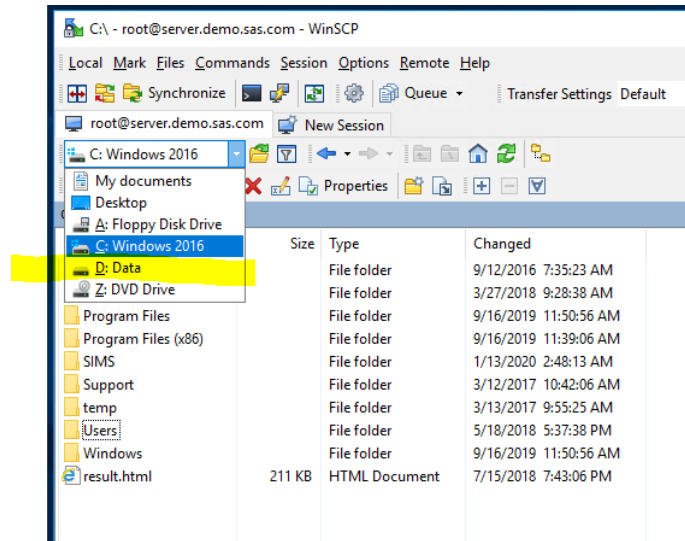 C:\ - root@server.demo.sas.com - WinSCP
Local Mark Files Commands Session Options Remote Help
Synchronize Queue Transfer Settings Default
root@server.demo.sas.com New Session
C: Windows 2016
My documents Properties
Desktop
A: Floppy Disk Drive
C: Windows 2016 Size Type Changed
D: Data File folder 9/12/2016 7:35:23 AM
Z: DVD Drive File folder 3/27/2018 9:28:38 AM
Program Files File folder 9/16/2019 11:50:56 AM
Program Files (x86) File folder 9/16/2019 11:39:06 AM
SIMS File folder 1/13/2020 2:48:13 AM
Support File folder 3/12/2017 10:42:06 AM
temp File folder 3/13/2017 9:55:25 AM
Users File folder 5/18/2018 5:37:38 PM
Windows File folder 9/16/2019 11:50:56 AM
result.html 211 KB HTML Document 7/15/2018 7:43:06 PM